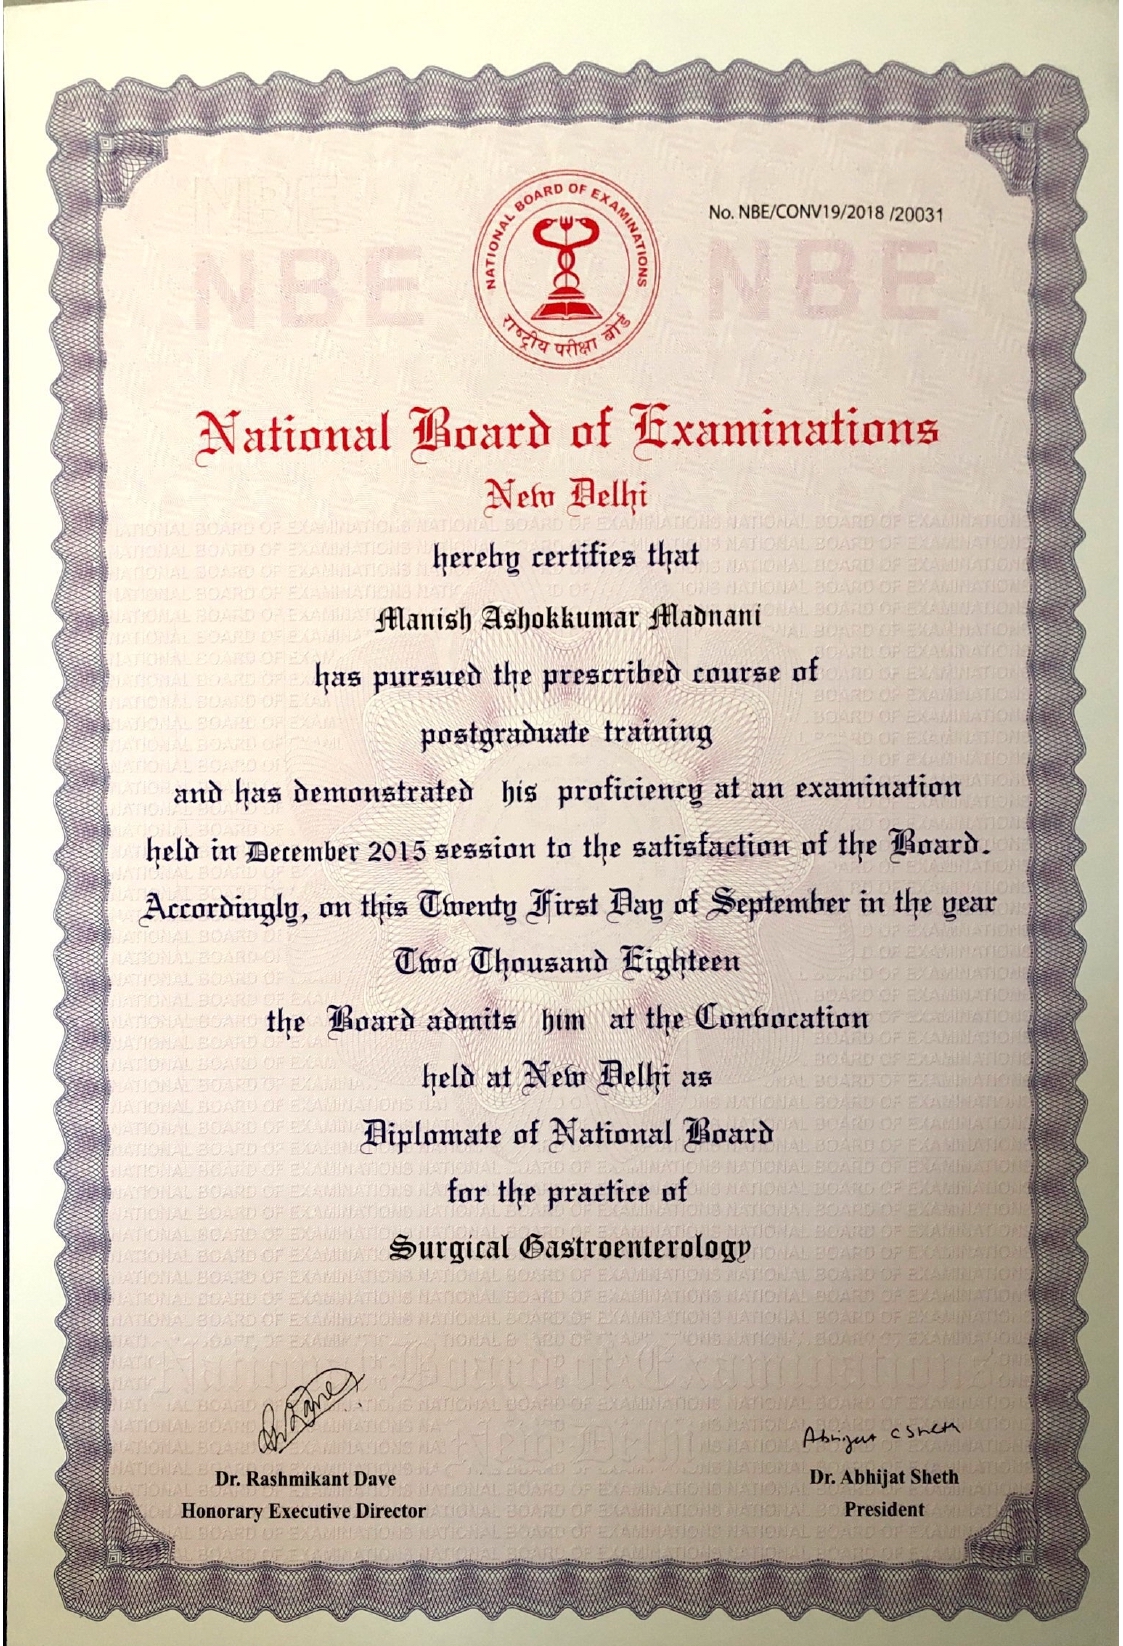 No. NBE/CONV19/2018 /20031
NBE NBE
NATIONAL BOARD OF EXAMINATIONS
राष्ट्रीय परीक्षा बोर्ड
National Board of Examinations
New Delhi
hereby certifies that
Manish Ashokkumar Madnani
has pursued the prescribed course of
postgraduate training
and has demonstrated his proficiency at an examination
held in December 2015 session to the satisfaction of the Board.
Accordingly, on this Twenty First Day of September in the year
Two Thousand Eighteen
the Board admits him at the Convocation
held at New Delhi as
Diplomate of National Board
for the practice of
Surgical Gastroenterology
Abhijat C Sheth
Dr. Rashmikant Dave Dr. Abhijat Sheth
Honorary Executive Director President